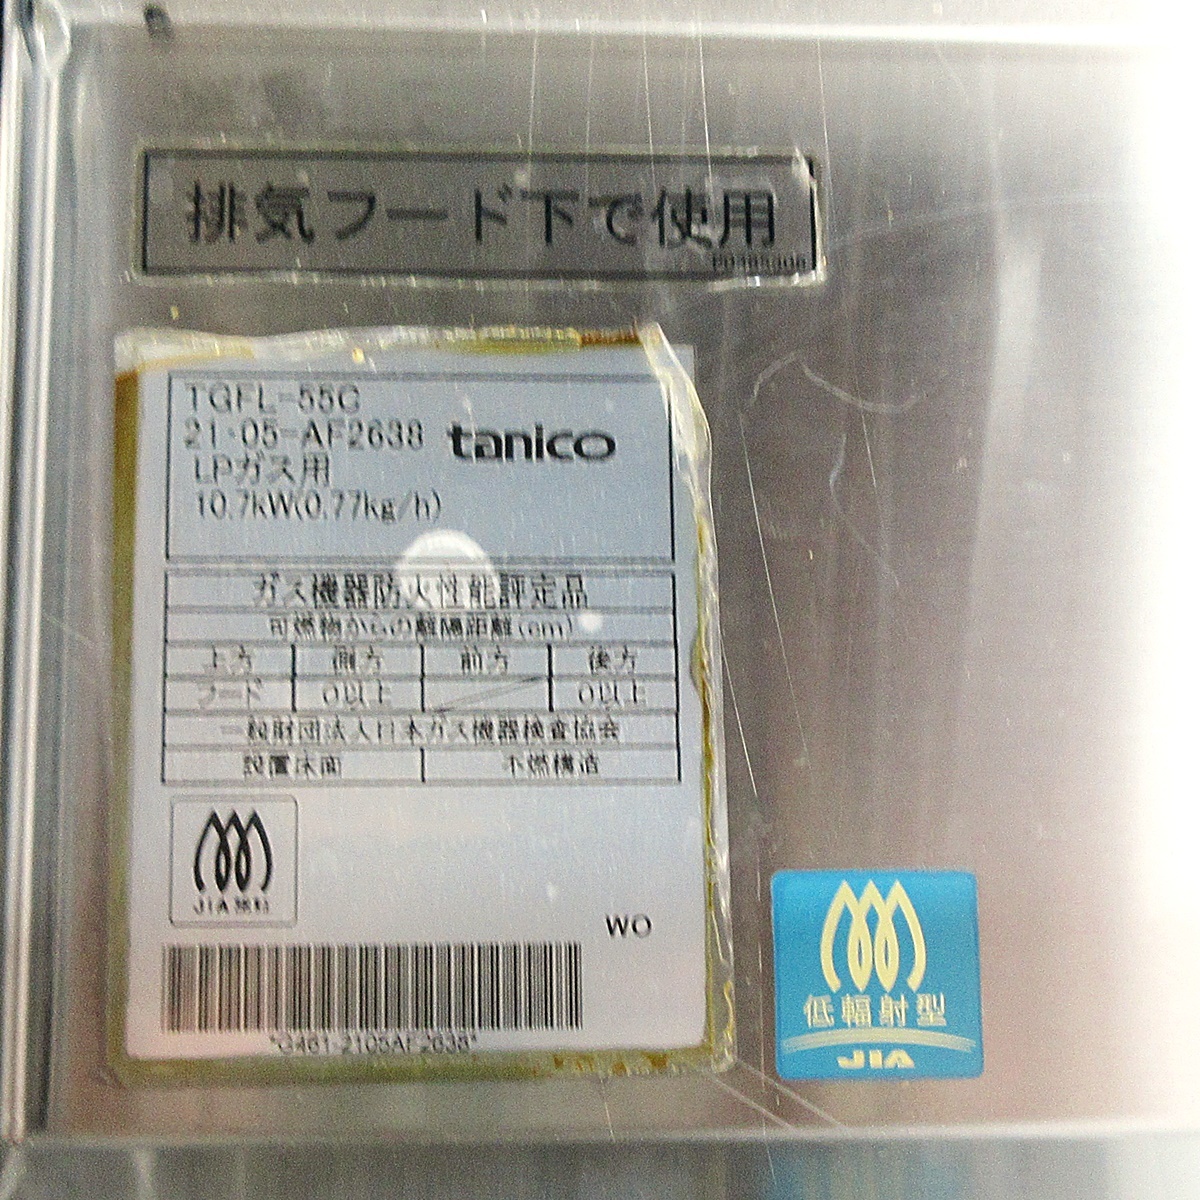 排気フード下で使用
P0485806
TGFL-55C
21·05-AF2638
tanico
LPガス用
10.7kW(0.77kg/h)
ガス機器防火性能評定品
可燃物からの離隔距離(cm)
上方 側方 前方 後方
フード 0以上 0以上
一般財団法人日本ガス機器検査協会
設置床面 不燃構造
JIA
WO
*G461-2105AF2638*
低輻射型
JIA